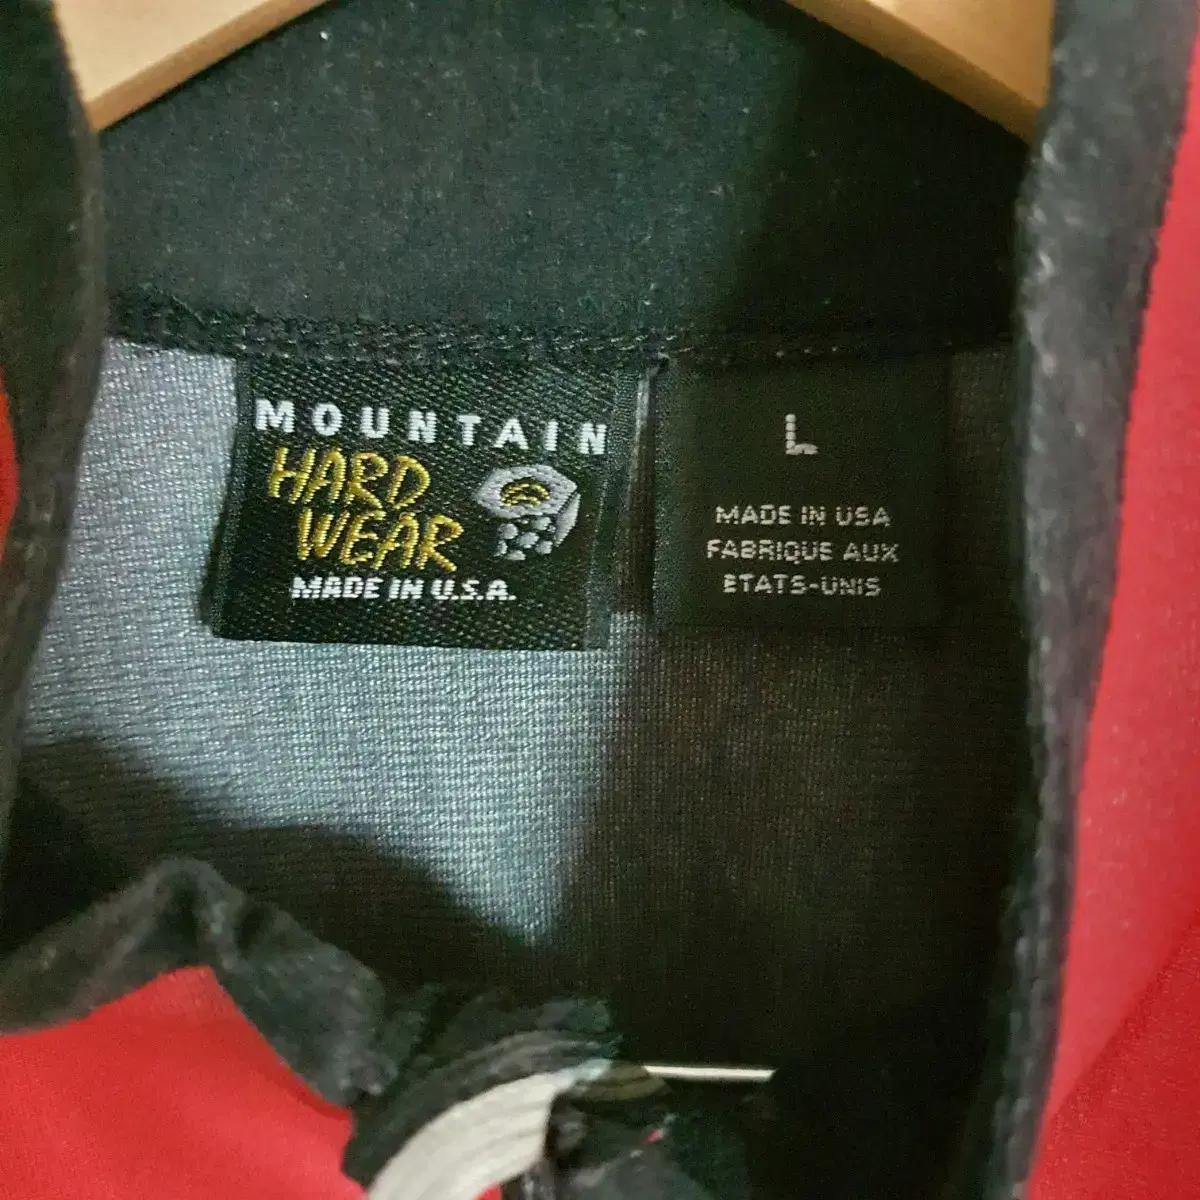 MOUNTAIN
HARD
WEAR
MADE IN U.S.A.
L
MADE IN USA
FABRIQUE AUX
ETATS-UNIS